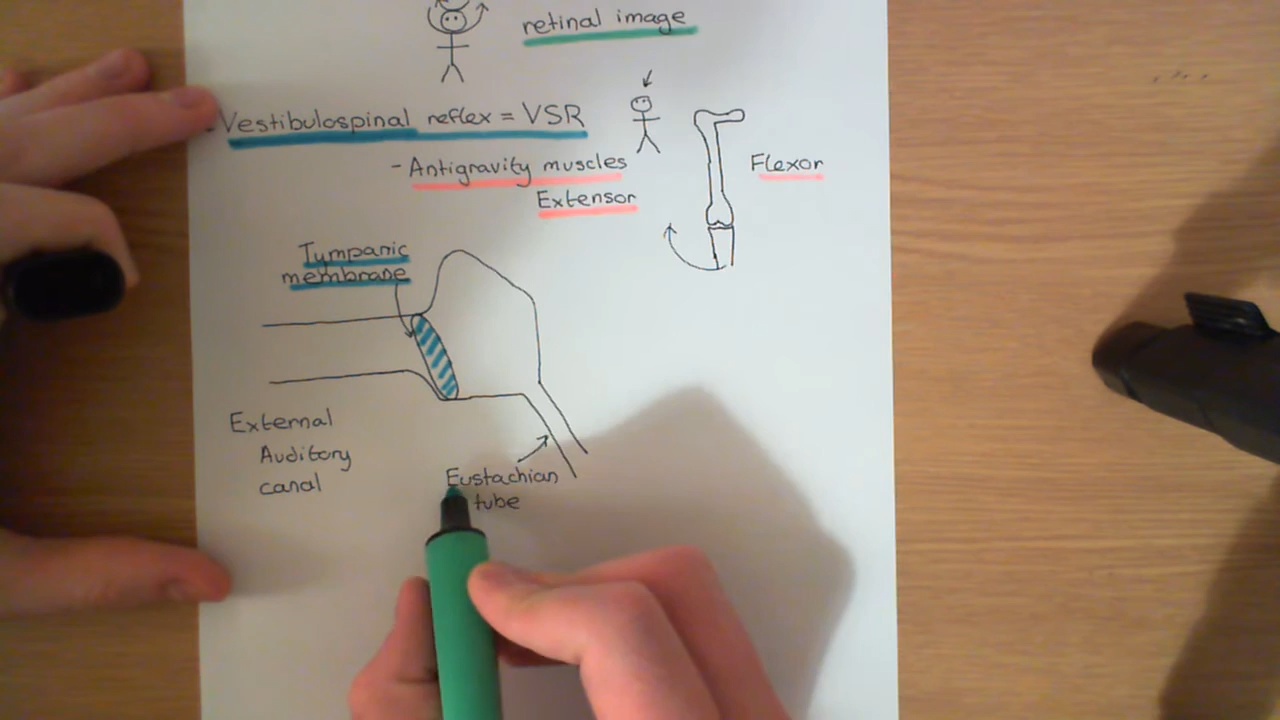 retinal image
Vestibulospinal reflex = VSR
- Antigravity muscles
Extensor
Flexor
Tympanic
membrane
External
Auditory
canal
Eustachian
tube